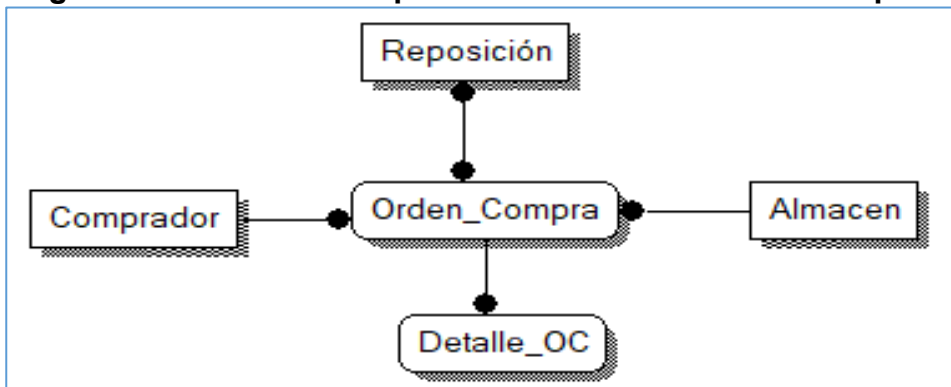 Reposición
Comprador
Orden_Compra
Almacen
Detalle_OC